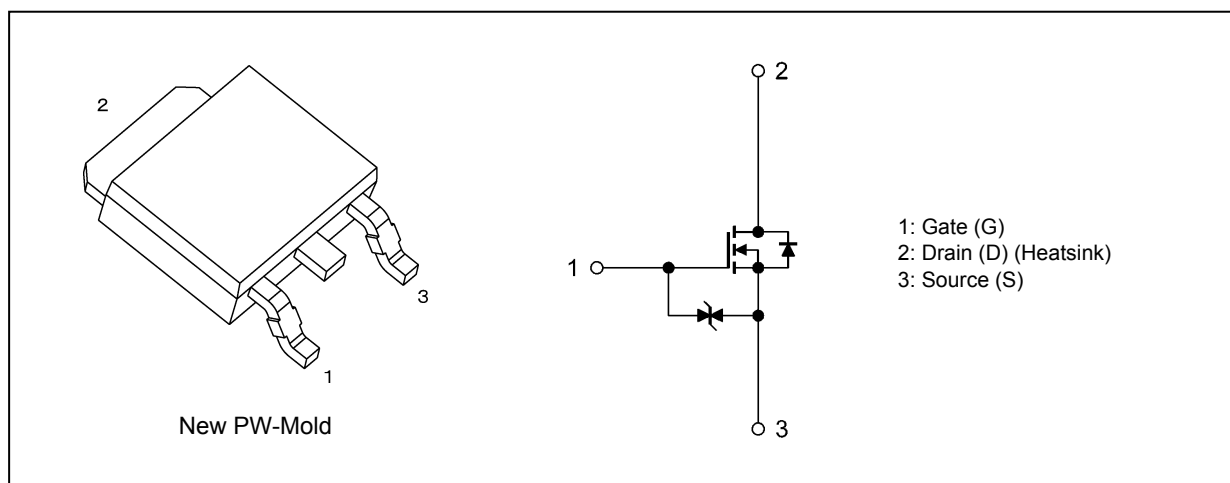 2
3
1
New PW-Mold
2
1
3
1: Gate (G)
2: Drain (D) (Heatsink)
3: Source (S)